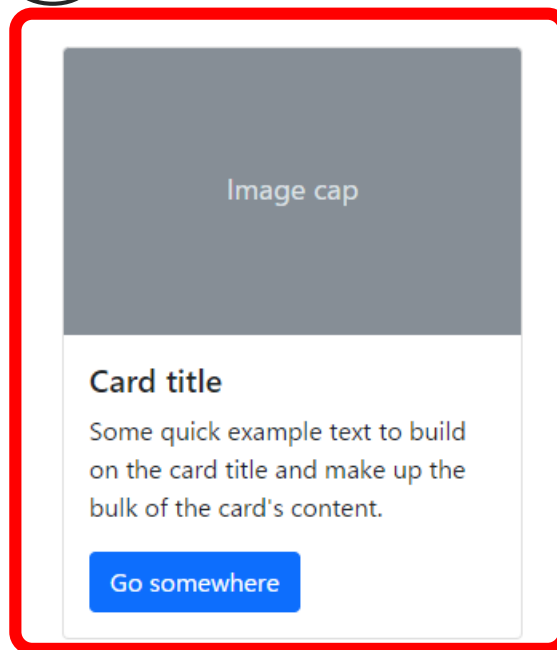 Image cap
Card title
Some quick example text to build
on the card title and make up the
bulk of the card's content.
Go somewhere